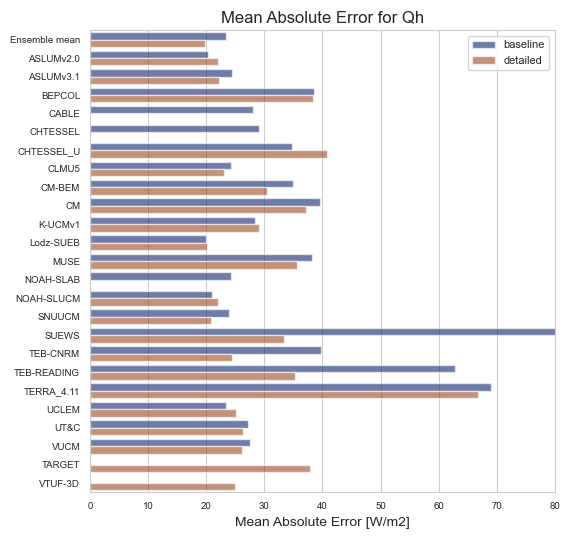 Mean Absolute Error for Qh
baseline
detailed
Ensemble mean
ASLUMv2.0
ASLUMv3.1
BEPCOL
CABLE
CHTESSEL
CHTESSEL_U
CLMU5
CM-BEM
CM
K-UCMv1
Lodz-SUEB
MUSE
NOAH-SLAB
NOAH-SLUCM
SNUUCM
SUEWS
TEB-CNRM
TEB-READING
TERRA_4.11
UCLEM
UT&C
VUCM
TARGET
VTUF-3D
0 10 20 30 40 50 60 70 80
Mean Absolute Error [W/m2]